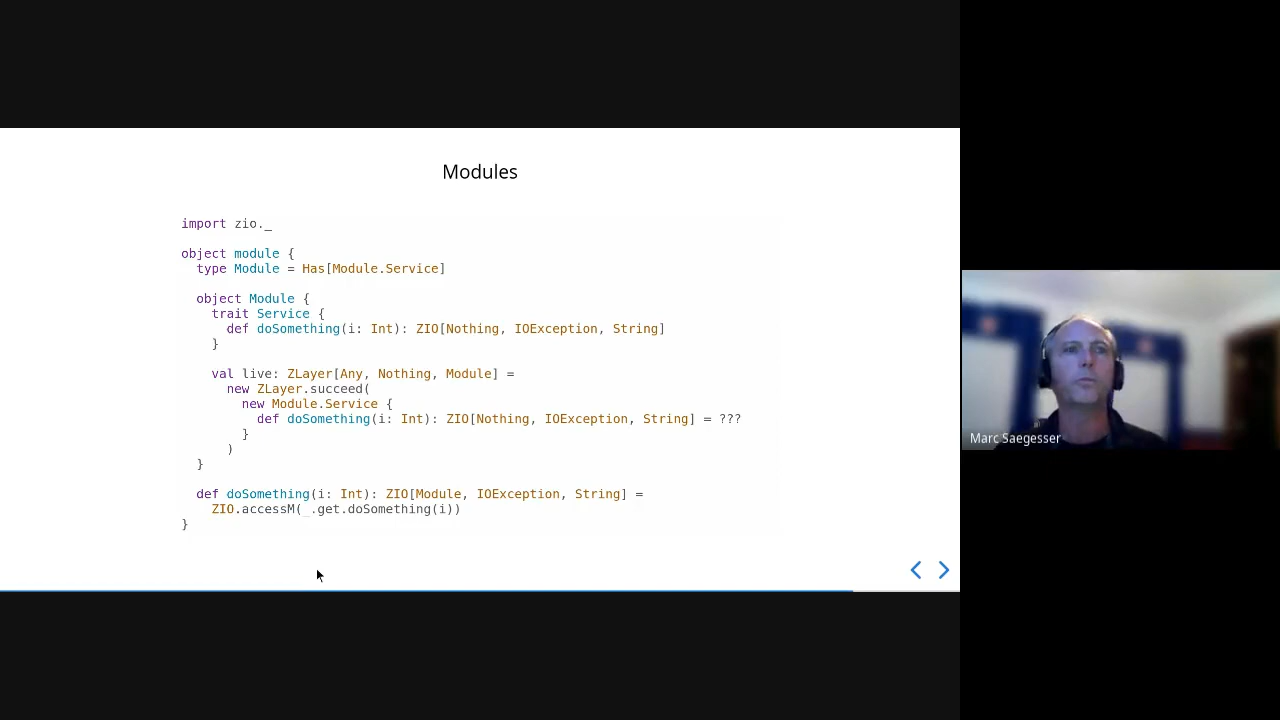 Modules
import zio._
object module {
type Module = Has[Module.Service]
object Module {
trait Service {
def doSomething(i: Int): ZIO[Nothing, IOException, String]
}
val live: ZLayer[Any, Nothing, Module] =
new ZLayer.succeed(
new Module.Service {
def doSomething(i: Int): ZIO[Nothing, IOException, String] = ???
}
)
}
def doSomething(i: Int): ZIO[Module, IOException, String] =
ZIO.accessM(_.get.doSomething(i))
}
Marc Saegesser